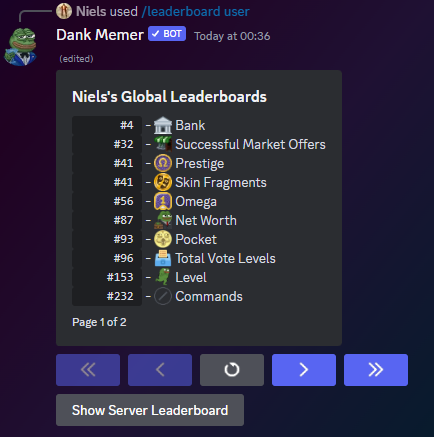 Niels used /leaderboard user
Dank Memer ✓ BOT Today at 00:36
(edited)
Niels's Global Leaderboards
#4 - Bank
#32 - Successful Market Offers
#41 - Prestige
#41 - Skin Fragments
#56 - Omega
#87 - Net Worth
#93 - Pocket
#96 - Total Vote Levels
#153 - Level
#232 - Commands
Page 1 of 2
Show Server Leaderboard